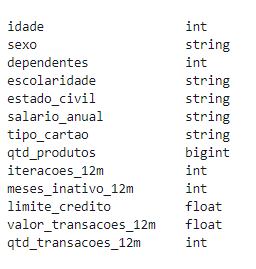 idade int
sexo string
dependentes int
escolaridade string
estado_civil string
salario_anual string
tipo_cartao string
qtd_produtos bigint
iteracoes_12m int
meses_inativo_12m int
limite_credito float
valor_transacoes_12m float
qtd_transacoes_12m int